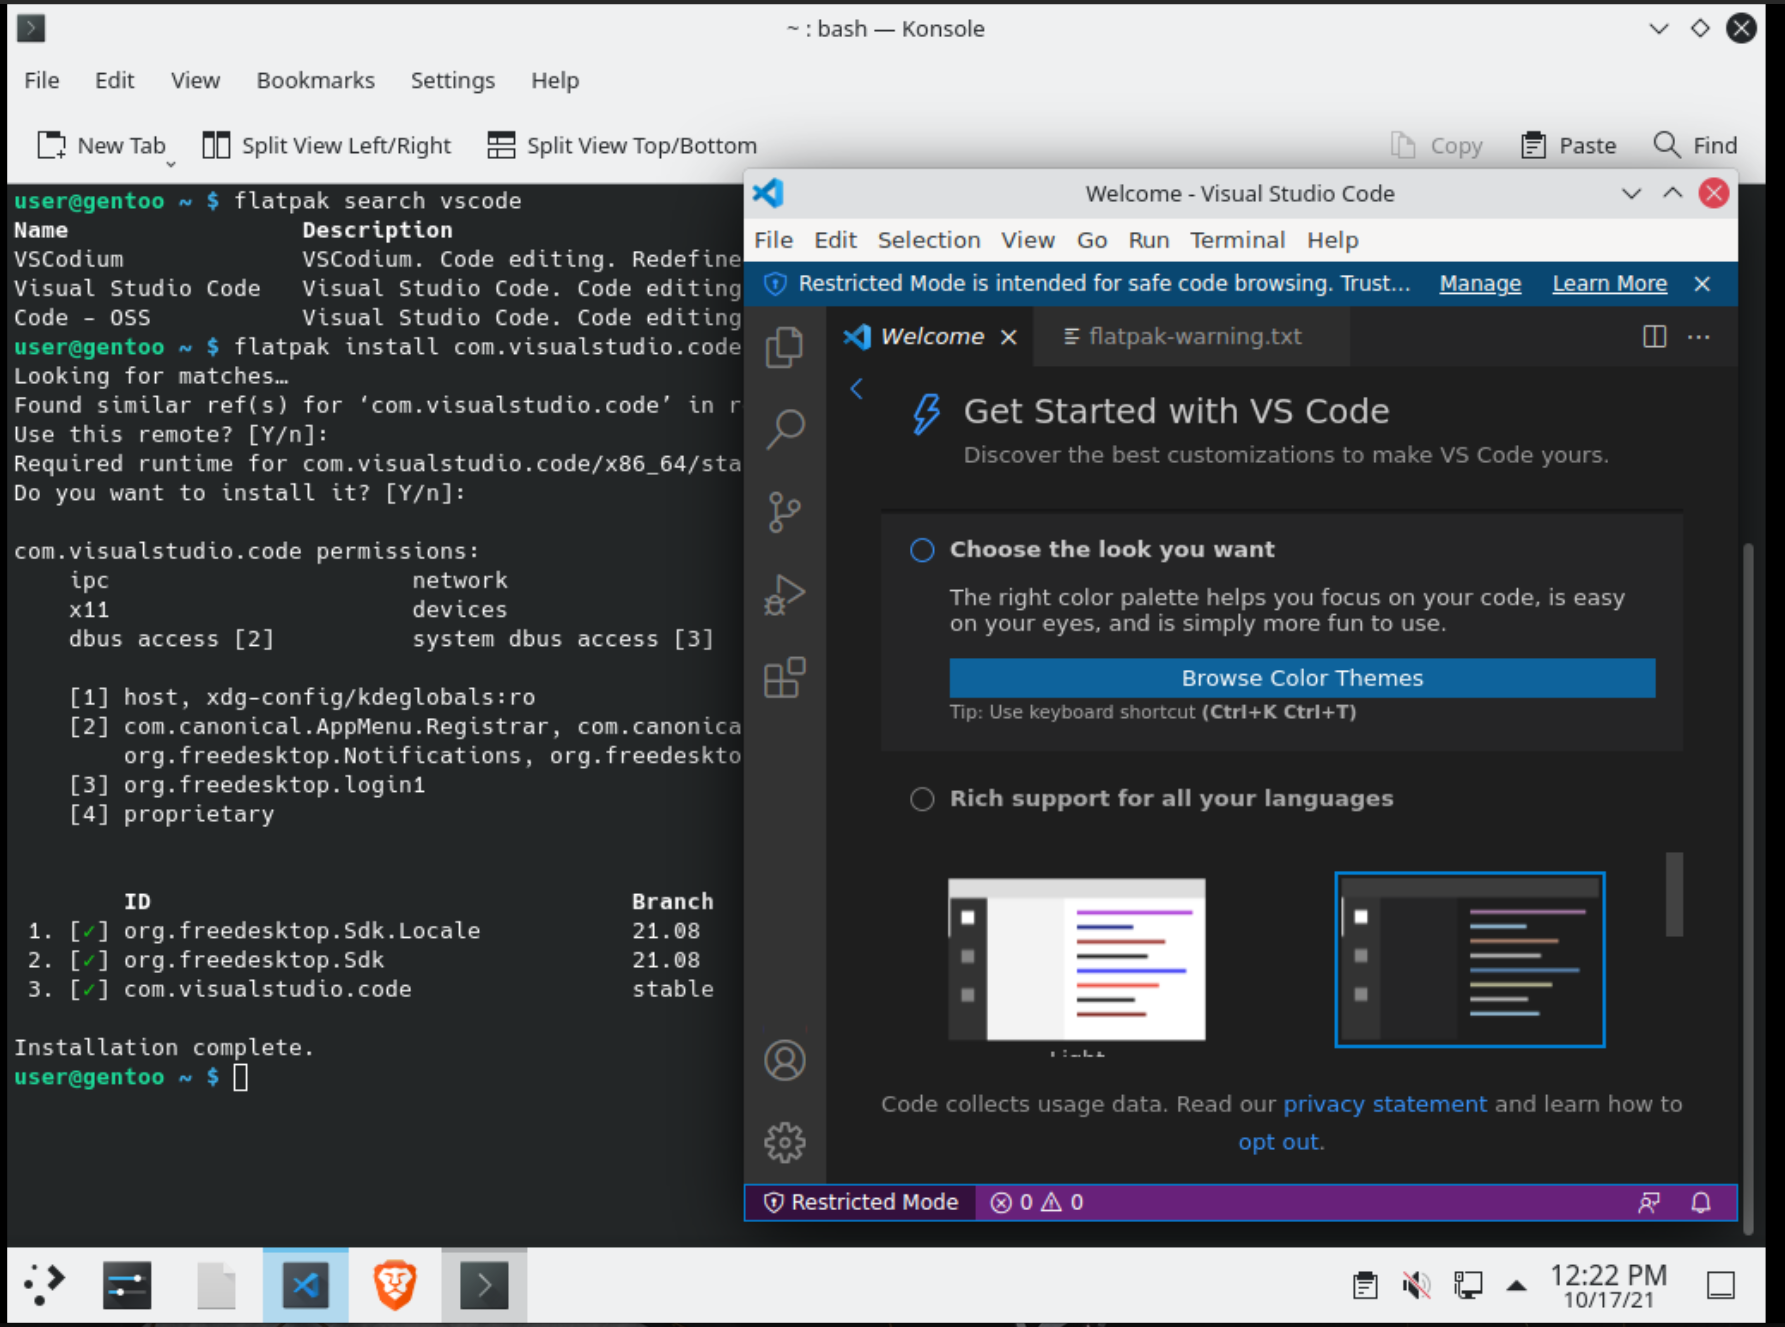 ~ : bash — Konsole
File Edit View Bookmarks Settings Help
New Tab Split View Left/Right Split View Top/Bottom Copy Paste Find
user@gentoo ~ $ flatpak search vscode
Name Description
VSCodium VSCodium. Code editing. Redefine
Visual Studio Code Visual Studio Code. Code editing
Code - OSS Visual Studio Code. Code editing
user@gentoo ~ $ flatpak install com.visualstudio.code
Looking for matches…
Found similar ref(s) for ‘com.visualstudio.code’ in r
Use this remote? [Y/n]:
Required runtime for com.visualstudio.code/x86_64/sta
Do you want to install it? [Y/n]:
com.visualstudio.code permissions:
ipc network
x11 devices
dbus access [2] system dbus access [3]
[1] host, xdg-config/kdeglobals:ro
[2] com.canonical.AppMenu.Registrar, com.canonica
org.freedesktop.Notifications, org.freedeskto
[3] org.freedesktop.login1
[4] proprietary
ID Branch
1. [✓] org.freedesktop.Sdk.Locale 21.08
2. [✓] org.freedesktop.Sdk 21.08
3. [✓] com.visualstudio.code stable
Installation complete.
user@gentoo ~ $
Welcome - Visual Studio Code
File Edit Selection View Go Run Terminal Help
Restricted Mode is intended for safe code browsing. Trust... Manage Learn More
Welcome flatpak-warning.txt
Get Started with VS Code
Discover the best customizations to make VS Code yours.
Choose the look you want
The right color palette helps you focus on your code, is easy
on your eyes, and is simply more fun to use.
Browse Color Themes
Tip: Use keyboard shortcut (Ctrl+K Ctrl+T)
Rich support for all your languages
Light
Code collects usage data. Read our privacy statement and learn how to
opt out.
Restricted Mode 0 0
12:22 PM
10/17/21